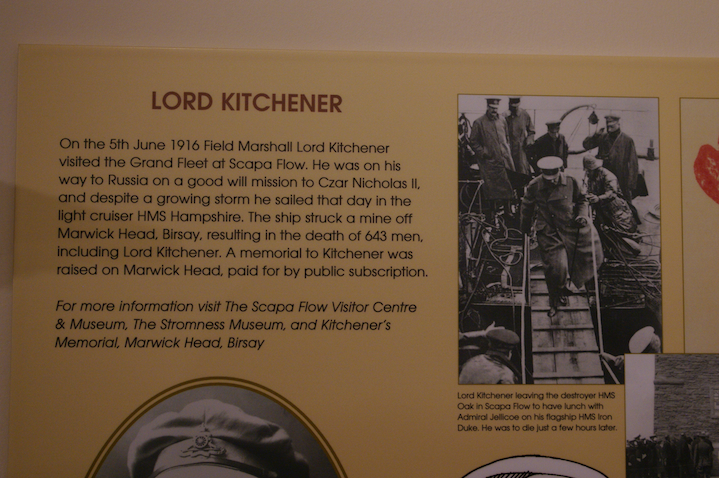 LORD KITCHENER
On the 5th June 1916 Field Marshall Lord Kitchener
visited the Grand Fleet at Scapa Flow. He was on his
way to Russia on a good will mission to Czar Nicholas II,
and despite a growing storm he sailed that day in the
light cruiser HMS Hampshire. The ship struck a mine off
Marwick Head, Birsay, resulting in the death of 643 men,
including Lord Kitchener. A memorial to Kitchener was
raised on Marwick Head, paid for by public subscription.
For more information visit The Scapa Flow Visitor Centre
& Museum, The Stromness Museum, and Kitchener's
Memorial, Marwick Head, Birsay
Lord Kitchener leaving the destroyer HMS
Oak in Scapa Flow to have lunch with
Admiral Jellicoe on his flagship HMS Iron
Duke. He was to die just a few hours later.